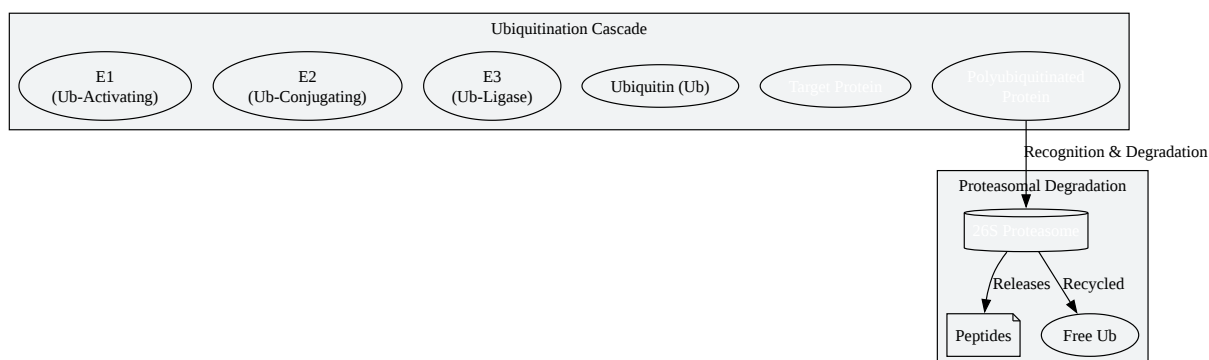 Ubiquitination Cascade
E1
(Ub-Activating)
E2
(Ub-Conjugating)
E3
(Ub-Ligase)
Ubiquitin (Ub)
Target Protein
Polyubiquitinated
Protein
Recognition & Degradation
Proteasomal Degradation
26S Proteasome
Releases
Recycled
Peptides
Free Ub